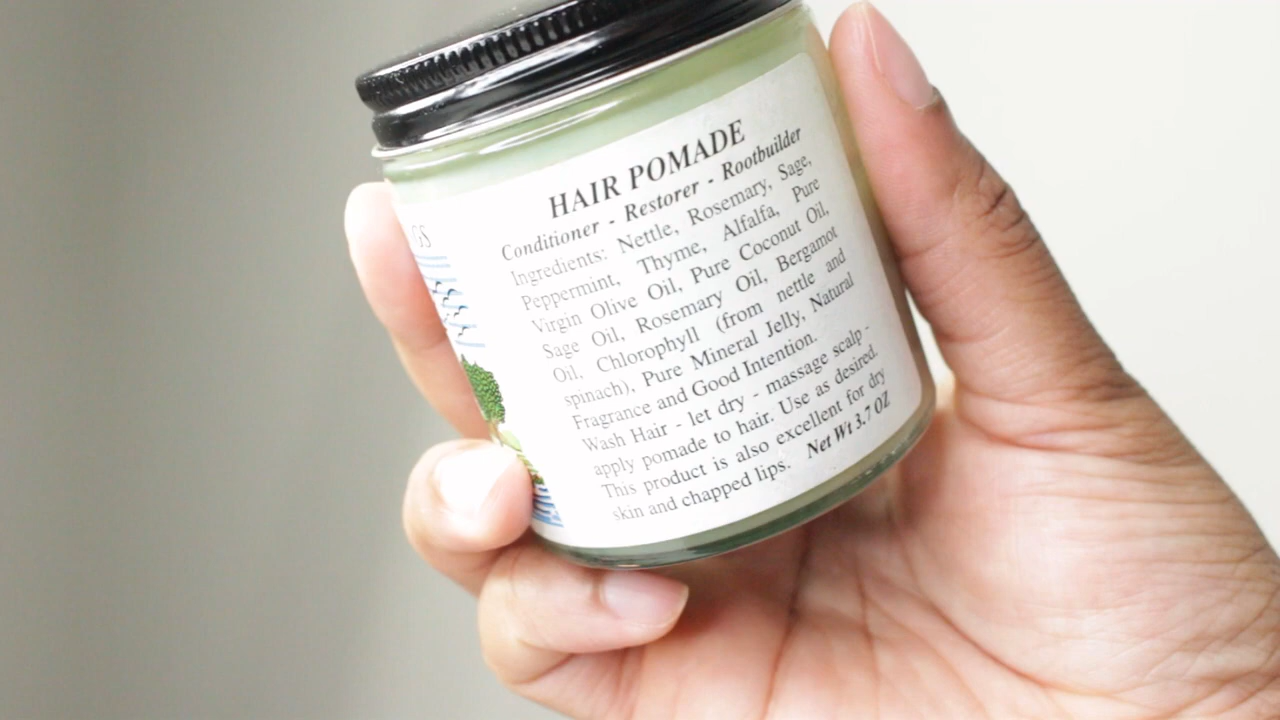 HAIR POMADE
Conditioner - Restorer - Rootbuilder
Ingredients: Nettle, Rosemary, Sage,
Peppermint, Thyme, Alfalfa, Pure
Virgin Olive Oil, Pure Coconut Oil,
Sage Oil, Rosemary Oil, Bergamot
Oil. Chlorophyll (from nettle and
spinach), Pure Mineral Jelly, Natural
Fragrance and Good Intention.
Wash Hair - let dry - massage scalp -
apply pomade to hair. Use as desired.
This product is also excellent for dry
skin and chapped lips. Net Wt 3.7 OZ
GS